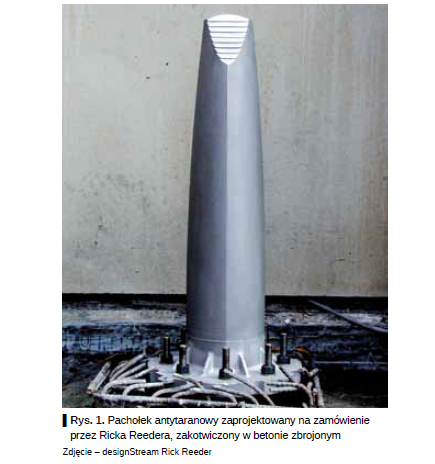 Rys. 1. Pachołek antytaranowy zaprojektowany na zamówienie
przez Ricka Reedera, zakotwiczony w betonie zbrojonym
Zdjęcie – designStream Rick Reeder